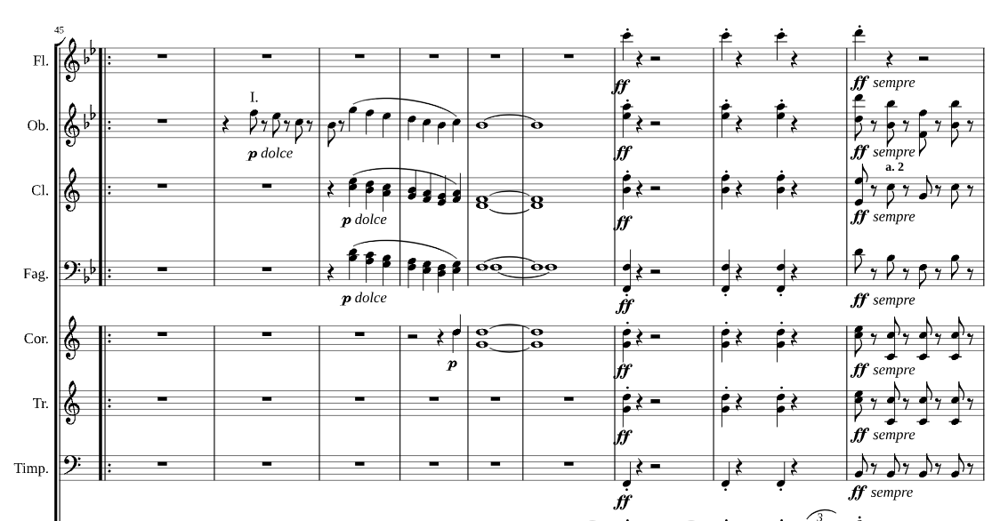 45
Fl.
ff
ff sempre
I.
Ob.
p dolce
ff
ff sempre
a. 2
Cl.
p dolce
ff
ff sempre
Fag.
p dolce
ff
ff sempre
Cor.
p
ff
ff sempre
Tr.
ff
ff sempre
Timp.
ff
ff sempre
3